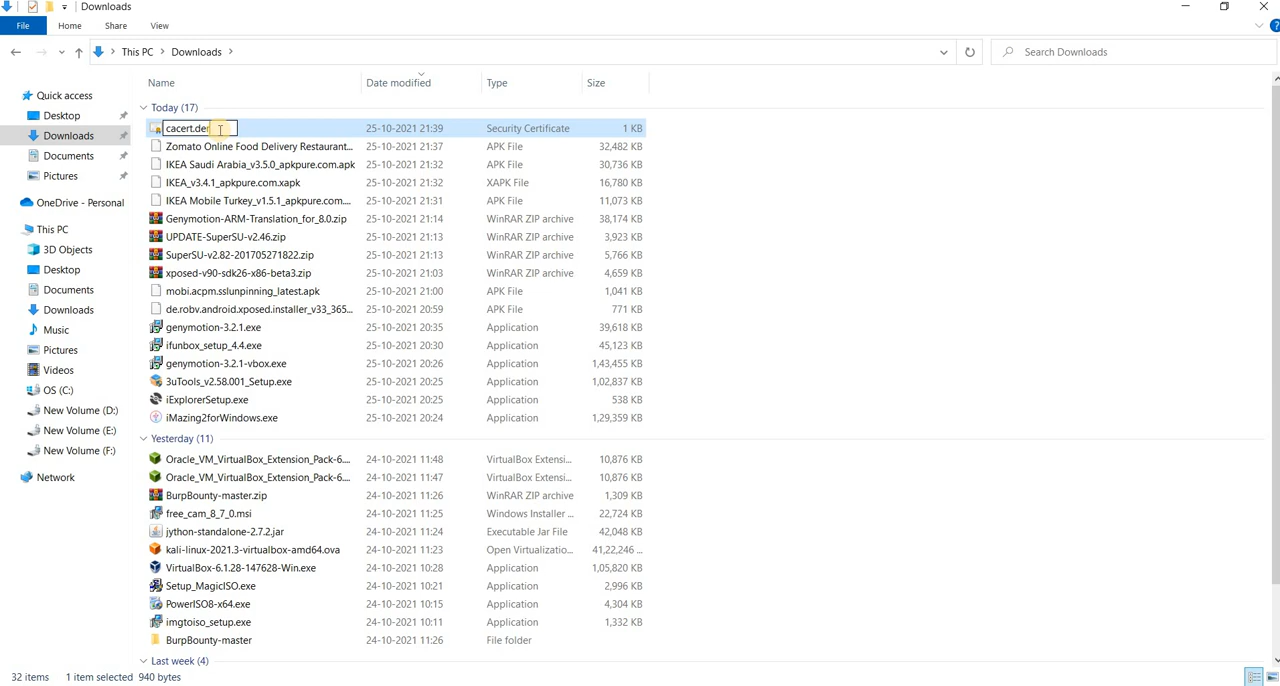 Downloads
File Home Share View
This PC Downloads
Search Downloads
Name Date modified Type Size
Quick access
Desktop
Downloads
Documents
Pictures
OneDrive - Personal
This PC
3D Objects
Desktop
Documents
Downloads
Music
Pictures
Videos
OS (C:)
New Volume (D:)
New Volume (E:)
New Volume (F:)
Network
Today (17)
cacert.der 25-10-2021 21:39 Security Certificate 1 KB
Zomato Online Food Delivery Restaurant... 25-10-2021 21:37 APK File 32,482 KB
IKEA Saudi Arabia_v3.5.0_apkpure.com.apk 25-10-2021 21:32 APK File 30,736 KB
IKEA_v3.4.1_apkpure.com.xapk 25-10-2021 21:32 XAPK File 16,780 KB
IKEA Mobile Turkey_v1.5.1_apkpure.com.... 25-10-2021 21:31 APK File 11,073 KB
Genymotion-ARM-Translation_for_8.0.zip 25-10-2021 21:14 WinRAR ZIP archive 38,174 KB
UPDATE-SuperSU-v2.46.zip 25-10-2021 21:13 WinRAR ZIP archive 3,923 KB
SuperSU-v2.82-201705271822.zip 25-10-2021 21:13 WinRAR ZIP archive 5,766 KB
xposed-v90-sdk26-x86-beta3.zip 25-10-2021 21:03 WinRAR ZIP archive 4,659 KB
mobi.acpm.sslunpinning_latest.apk 25-10-2021 21:00 APK File 1,041 KB
de.robv.android.xposed.installer_v33_365... 25-10-2021 20:59 APK File 771 KB
genymotion-3.2.1.exe 25-10-2021 20:35 Application 39,618 KB
ifunbox_setup_4.4.exe 25-10-2021 20:30 Application 45,123 KB
genymotion-3.2.1-vbox.exe 25-10-2021 20:26 Application 1,43,455 KB
3uTools_v2.58.001_Setup.exe 25-10-2021 20:25 Application 1,02,837 KB
iExplorerSetup.exe 25-10-2021 20:25 Application 538 KB
iMazing2forWindows.exe 25-10-2021 20:24 Application 1,29,359 KB
Yesterday (11)
Oracle_VM_VirtualBox_Extension_Pack-6.... 24-10-2021 11:48 VirtualBox Extensi... 10,876 KB
Oracle_VM_VirtualBox_Extension_Pack-6.... 24-10-2021 11:47 VirtualBox Extensi... 10,876 KB
BurpBounty-master.zip 24-10-2021 11:26 WinRAR ZIP archive 1,309 KB
free_cam_8_7_0.msi 24-10-2021 11:25 Windows Installer ... 22,724 KB
jython-standalone-2.7.2.jar 24-10-2021 11:24 Executable Jar File 42,048 KB
kali-linux-2021.3-virtualbox-amd64.ova 24-10-2021 11:23 Open Virtualizatio... 41,22,246 ...
VirtualBox-6.1.28-147628-Win.exe 24-10-2021 10:28 Application 1,05,820 KB
Setup_MagicISO.exe 24-10-2021 10:21 Application 2,996 KB
PowerISO8-x64.exe 24-10-2021 10:15 Application 4,304 KB
imgtoiso_setup.exe 24-10-2021 10:11 Application 1,332 KB
BurpBounty-master 24-10-2021 11:26 File folder
Last week (4)
32 items 1 item selected 940 bytes